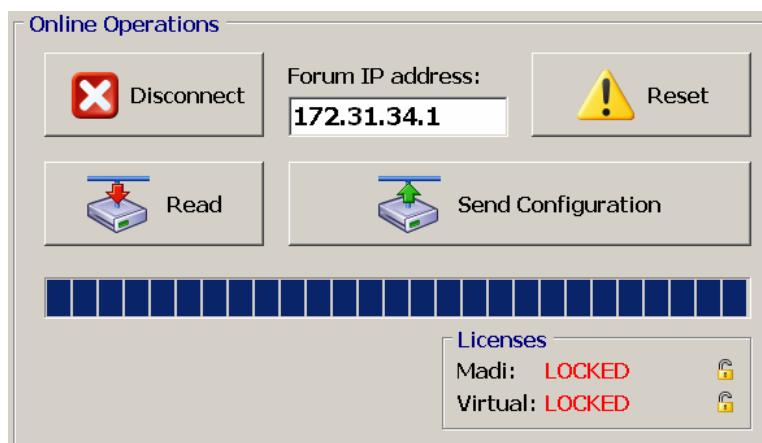 Online Operations
Disconnect
Forum IP address:
172.31.34.1
Reset
Read
Send Configuration
Licenses
Madi: LOCKED
Virtual: LOCKED